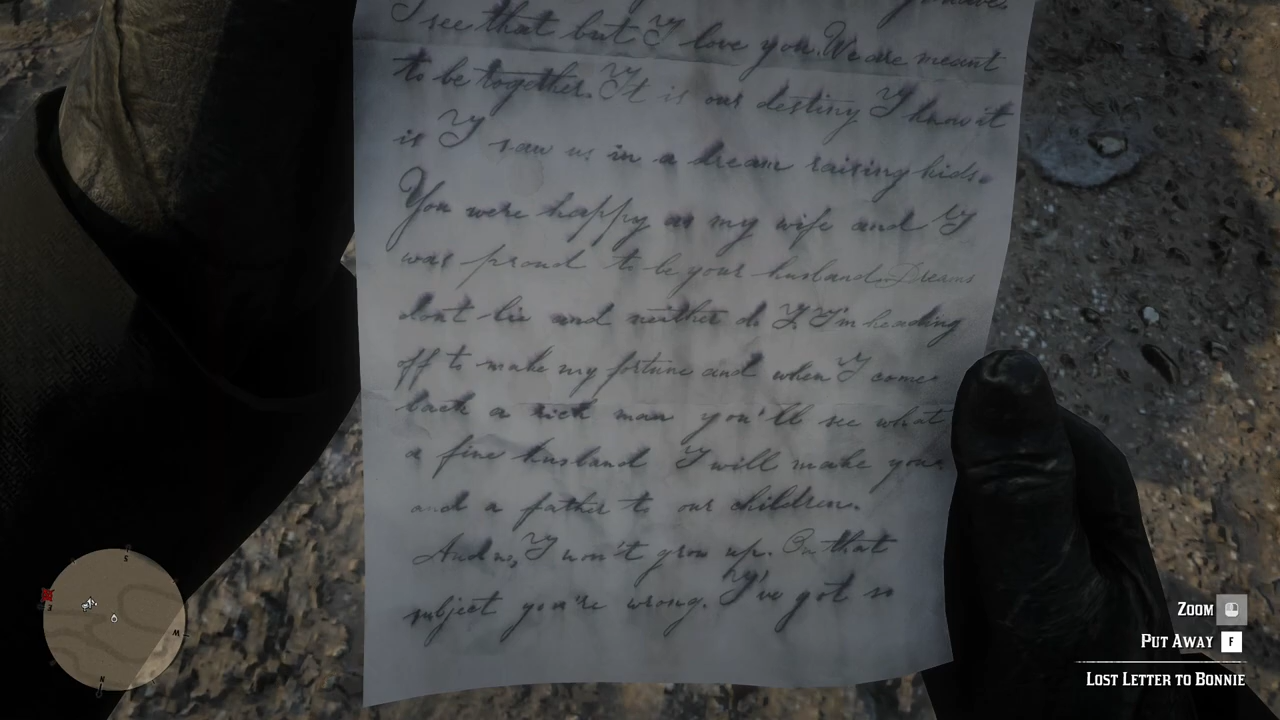 I see that but I love you. We are meant
to be together. It is our destiny I know it
is I saw us in a dream raising kids.
You were happy as my wife and I
was proud to be your husband. Dreams
don't lie and neither do I I'm heading
off to make my fortune and when I come
back a rich man you'll see what
a fine husband I will make you
and a father to our children.
And no, I won't grow up. On that
subject you're wrong. I've got so
S
E
W
N
Zoom
Put Away F
Lost Letter to Bonnie